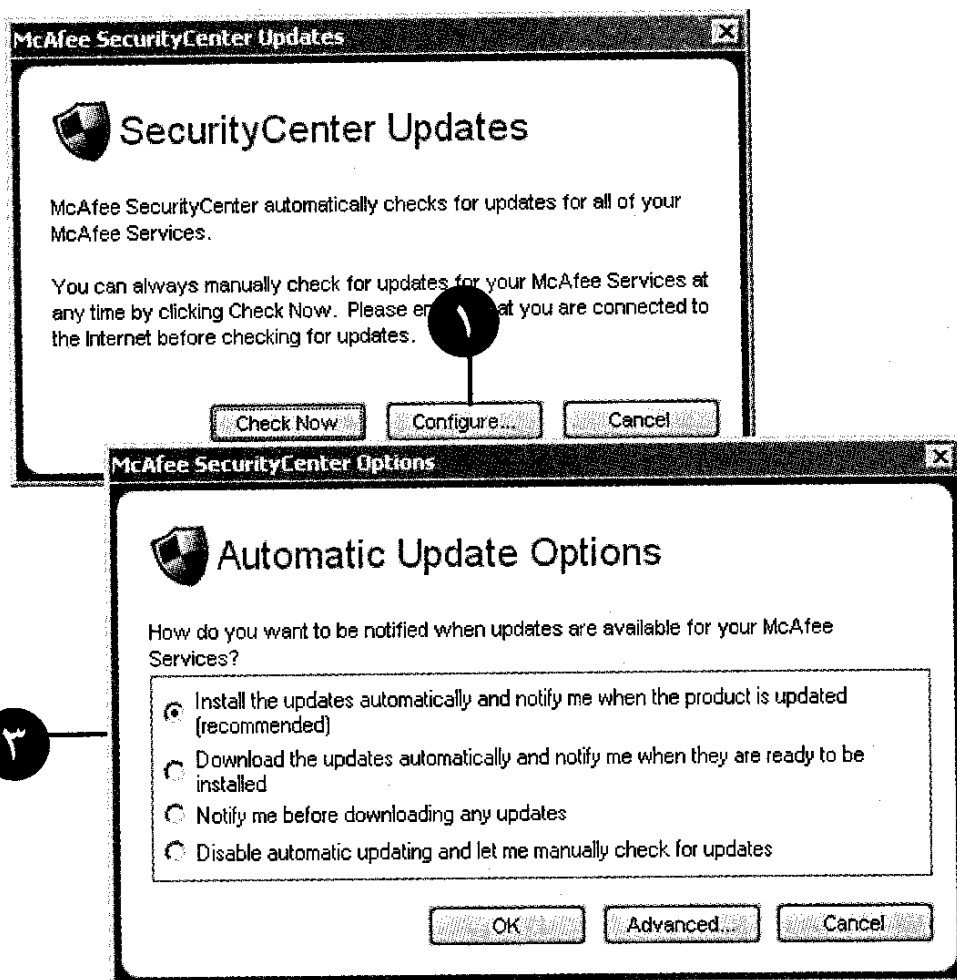 McAfee SecurityCenter Updates
SecurityCenter Updates
McAfee SecurityCenter automatically checks for updates for all of your
McAfee Services.
You can always manually check for updates for your McAfee Services at
any time by clicking Check Now. Please en at you are connected to
the Internet before checking for updates.
١
Check Now Configure... Cancel
McAfee SecurityCenter Options
Automatic Update Options
How do you want to be notified when updates are available for your McAfee
Services?
٣
Install the updates automatically and notify me when the product is updated
(recommended)
Download the updates automatically and notify me when they are ready to be
installed
Notify me before downloading any updates
Disable automatic updating and let me manually check for updates
OK Advanced... Cancel